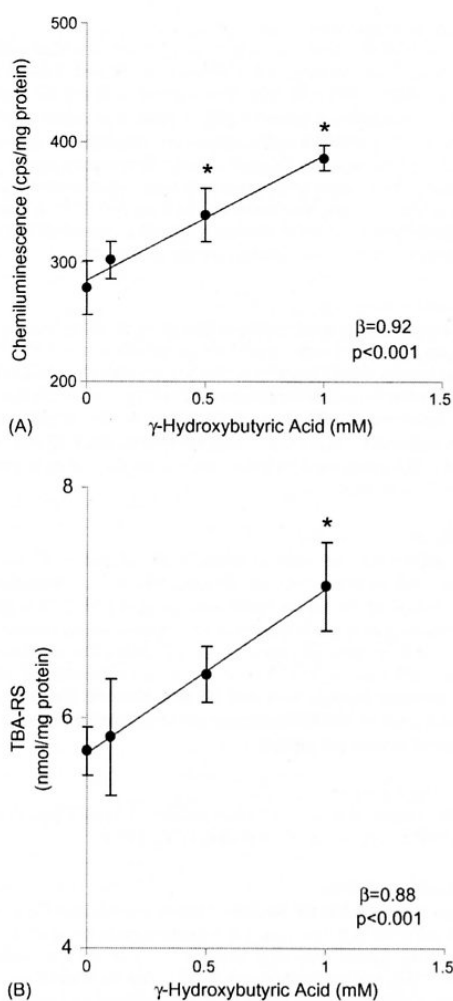 500
Chemiluminescence (cps/mg protein)
400
*
*
300
β=0.92
p<0.001
200
0
0.5
1
1.5
(A)
γ-Hydroxybutyric Acid (mM)
8
*
TBA-RS
(nmol/mg protein)
6
β=0.88
p<0.001
4
0
0.5
1
1.5
(B)
γ-Hydroxybutyric Acid (mM)